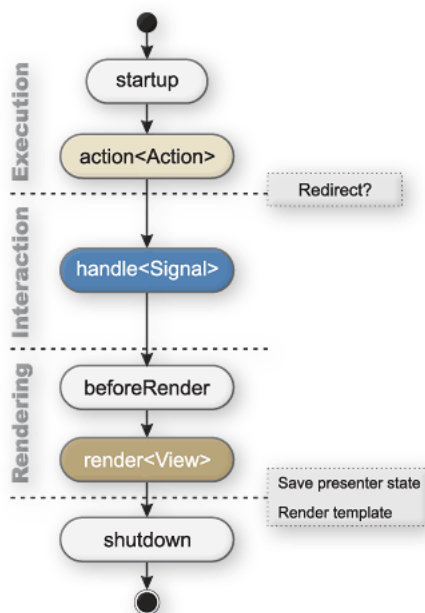 Execution
startup
action<Action>
Redirect?
Interaction
handle<Signal>
Rendering
beforeRender
render<View>
Save presenter state
Render template
shutdown